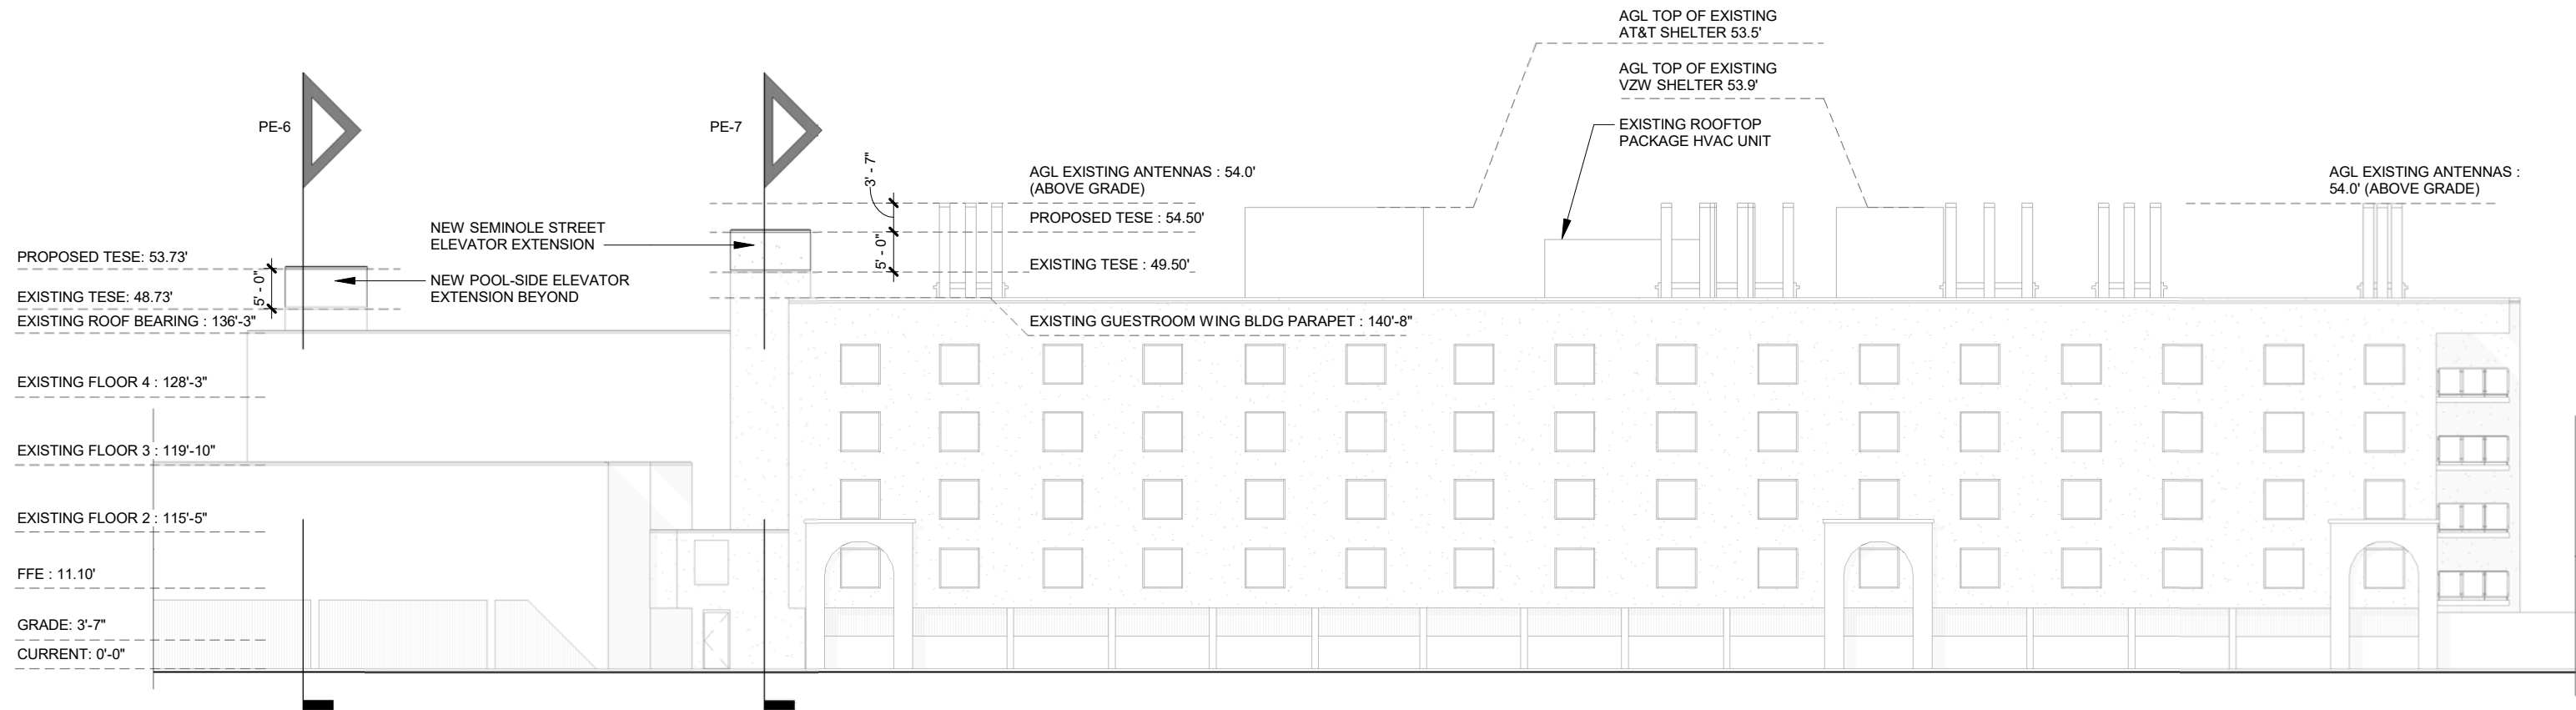 AGL TOP OF EXISTING
AT&T SHELTER 53.5'
AGL TOP OF EXISTING
VZW SHELTER 53.9'
PE-6
PE-7
EXISTING ROOFTOP
PACKAGE HVAC UNIT
3' - 7"
AGL EXISTING ANTENNAS : 54.0'
(ABOVE GRADE)
AGL EXISTING ANTENNAS :
54.0' (ABOVE GRADE)
NEW SEMINOLE STREET
ELEVATOR EXTENSION
PROPOSED TESE : 54.50'
5' - 0"
EXISTING TESE : 49.50'
PROPOSED TESE: 53.73'
5' - 0"
NEW POOL-SIDE ELEVATOR
EXTENSION BEYOND
EXISTING TESE: 48.73'
EXISTING ROOF BEARING : 136'-3"
EXISTING GUESTROOM WING BLDG PARAPET : 140'-8"
EXISTING FLOOR 4 : 128'-3"
EXISTING FLOOR 3 : 119'-10"
EXISTING FLOOR 2 : 115'-5"
FFE : 11.10'
GRADE: 3'-7"
CURRENT: 0'-0"